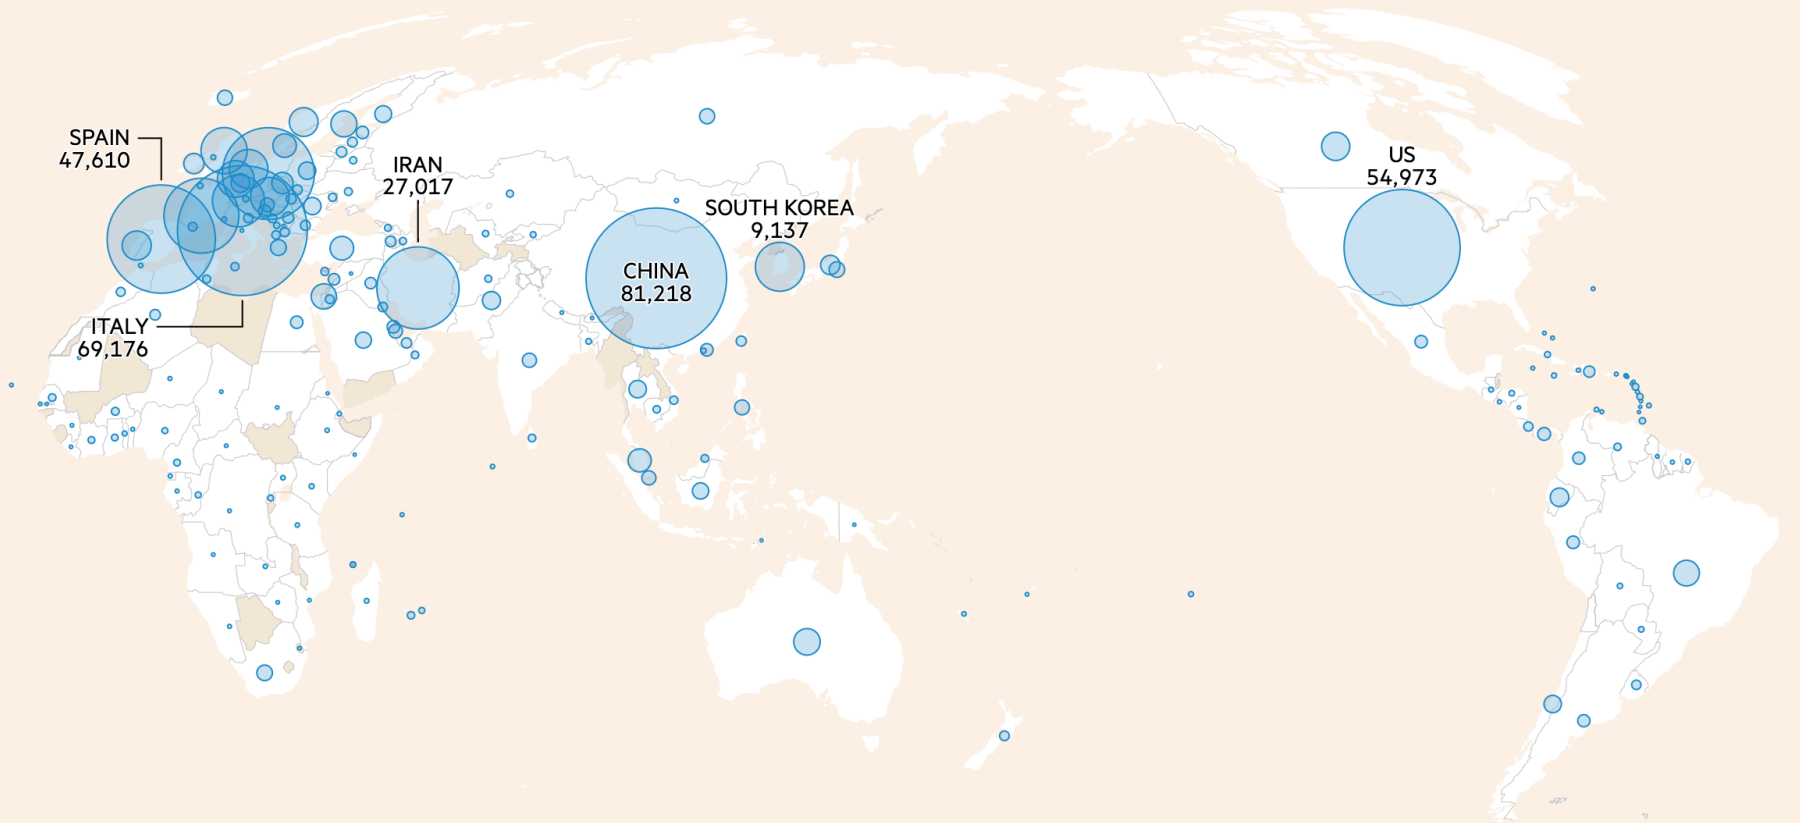 SPAIN
47,610
IRAN
27,017
US
54,973
SOUTH KOREA
9,137
CHINA
81,218
ITALY
69,176